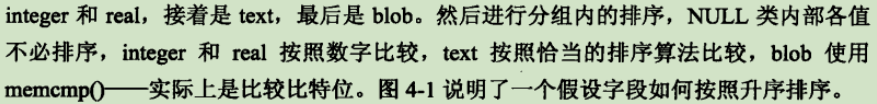 integer 和 real，接着是 text，最后是 blob。然后进行分组内的排序，NULL 类内部各值
不必排序，integer 和 real 按照数字比较，text 按照恰当的排序算法比较，blob 使用
memcmp()——实际上是比较比特位。图 4-1 说明了一个假设字段如何按照升序排序。